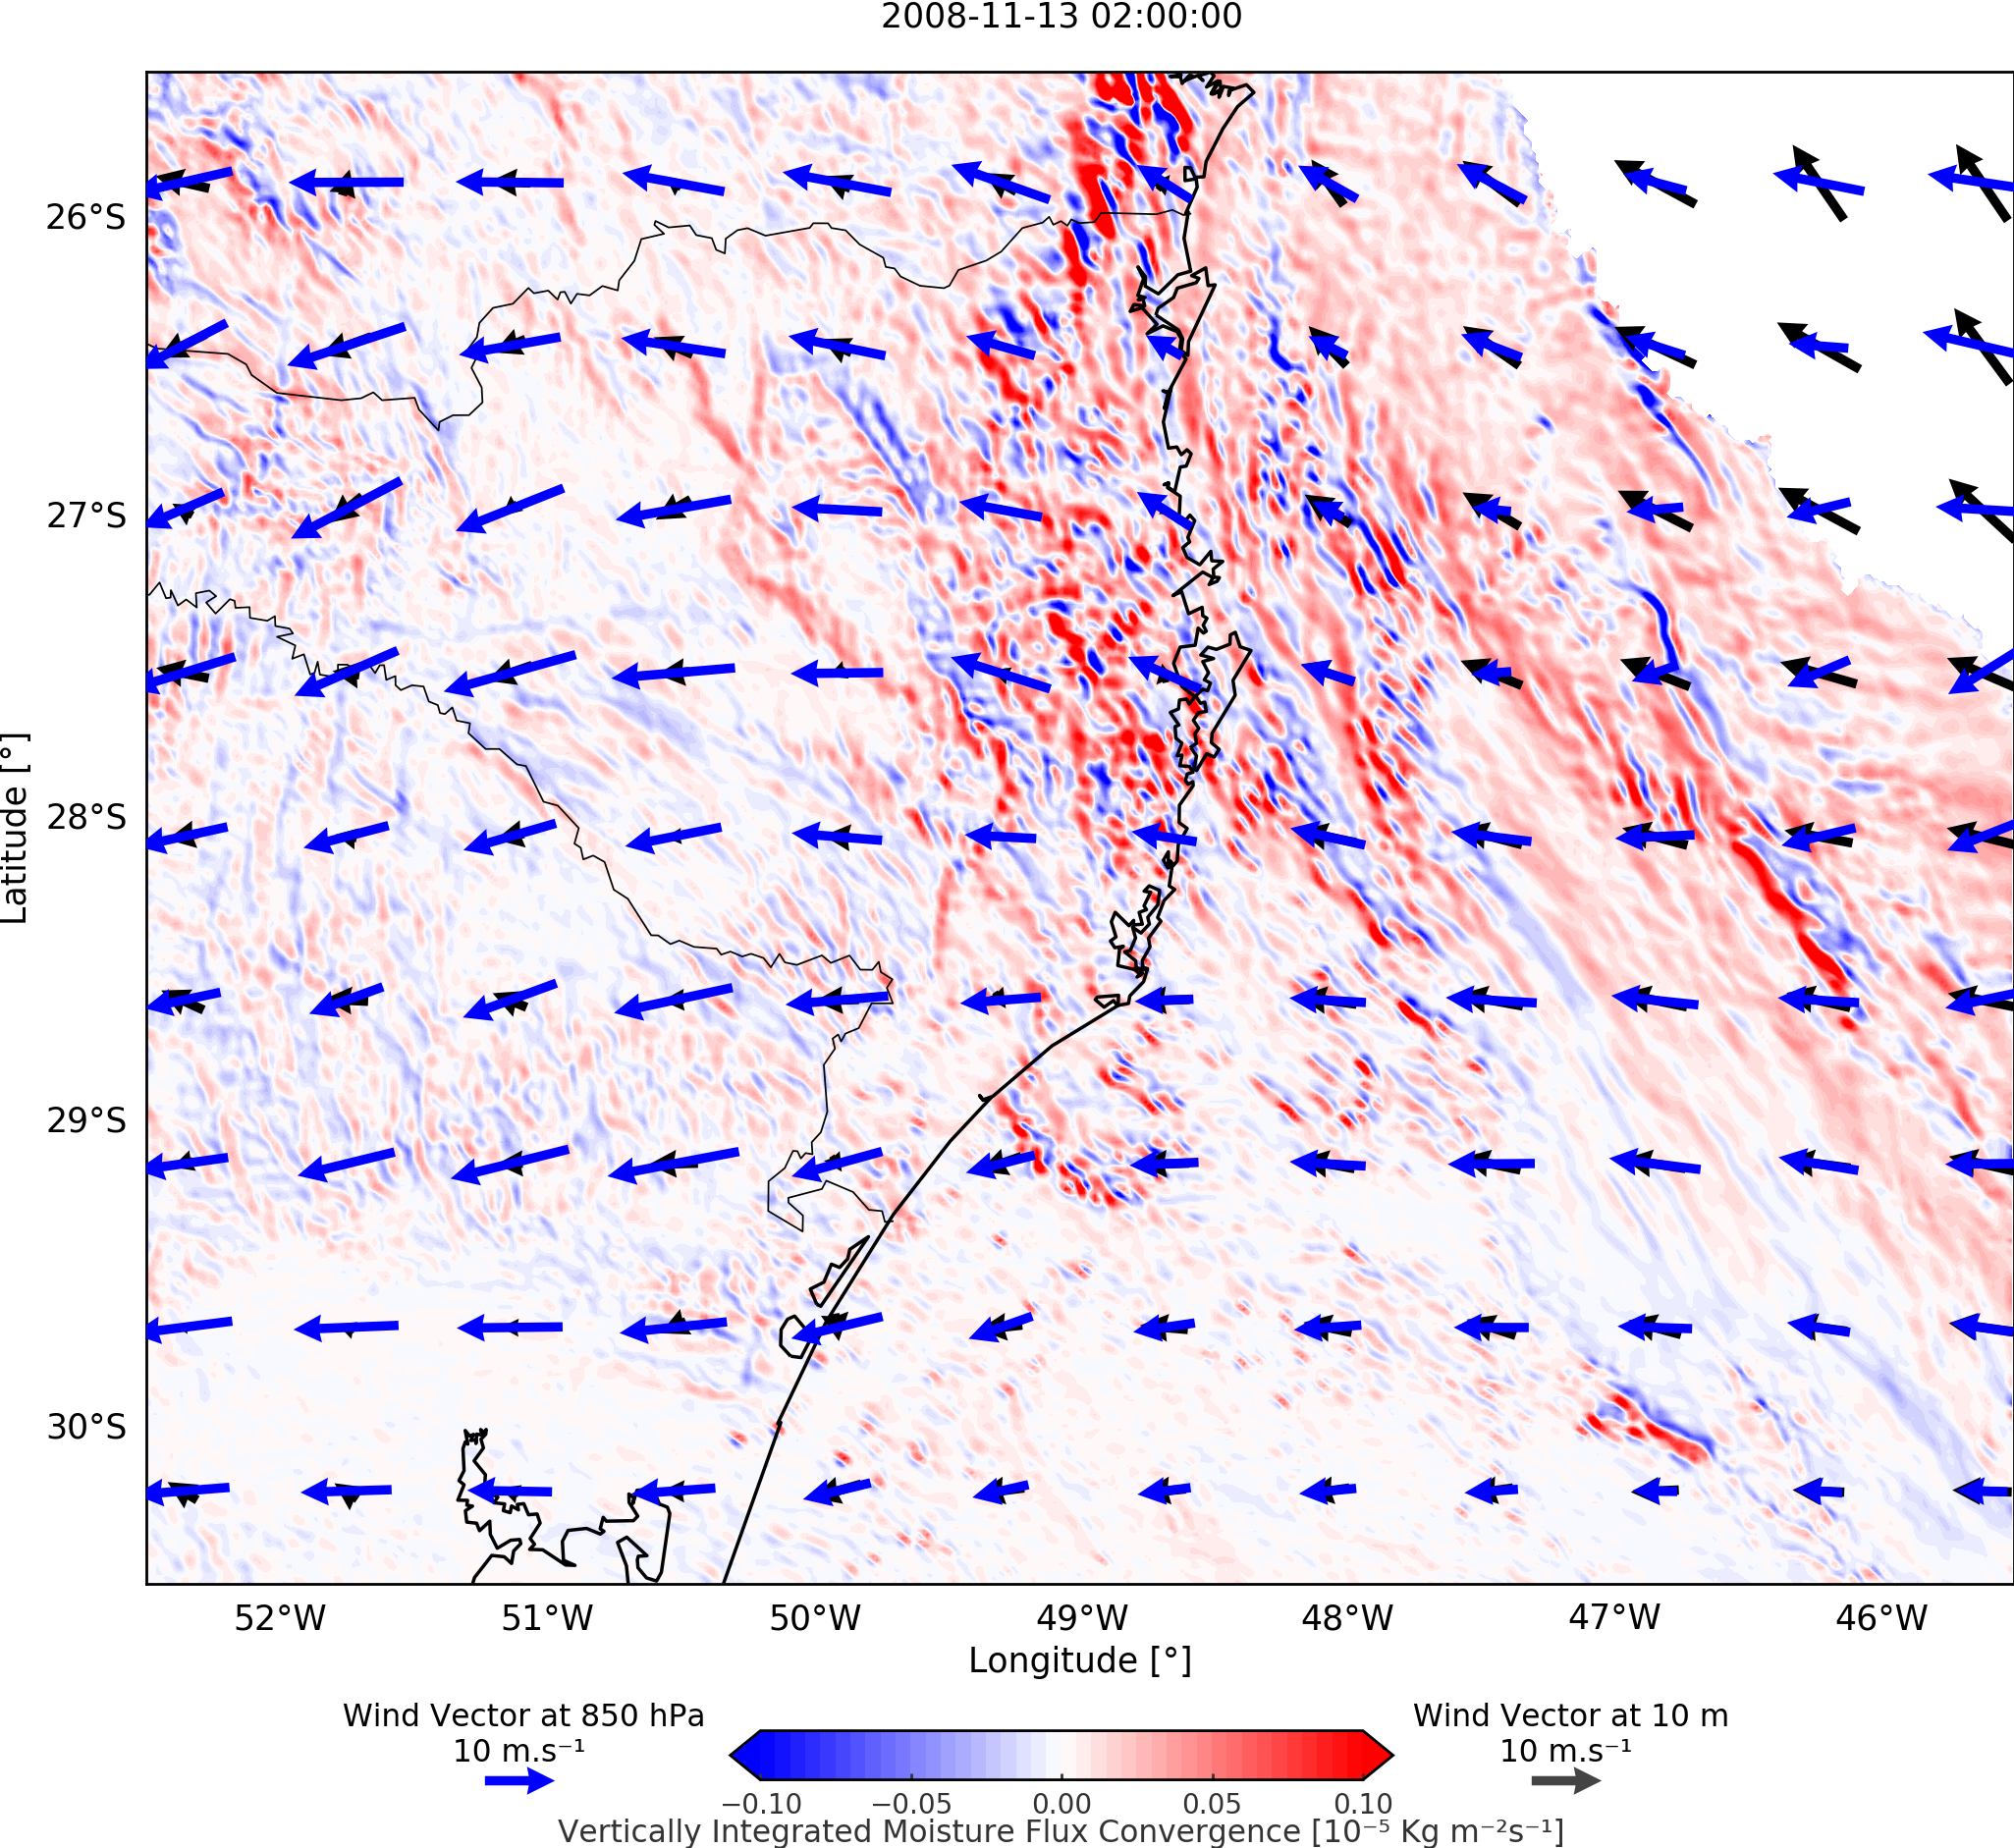 2008-11-13 02:00:00
26°S
27°S
28°S
29°S
30°S
Latitude [°]
52°W 51°W 50°W 49°W 48°W 47°W 46°W
Longitude [°]
Wind Vector at 850 hPa
10 m.s⁻¹
Wind Vector at 10 m
10 m.s⁻¹
−0.10 −0.05 0.00 0.05 0.10
Vertically Integrated Moisture Flux Convergence [10⁻⁵ Kg m⁻²s⁻¹]